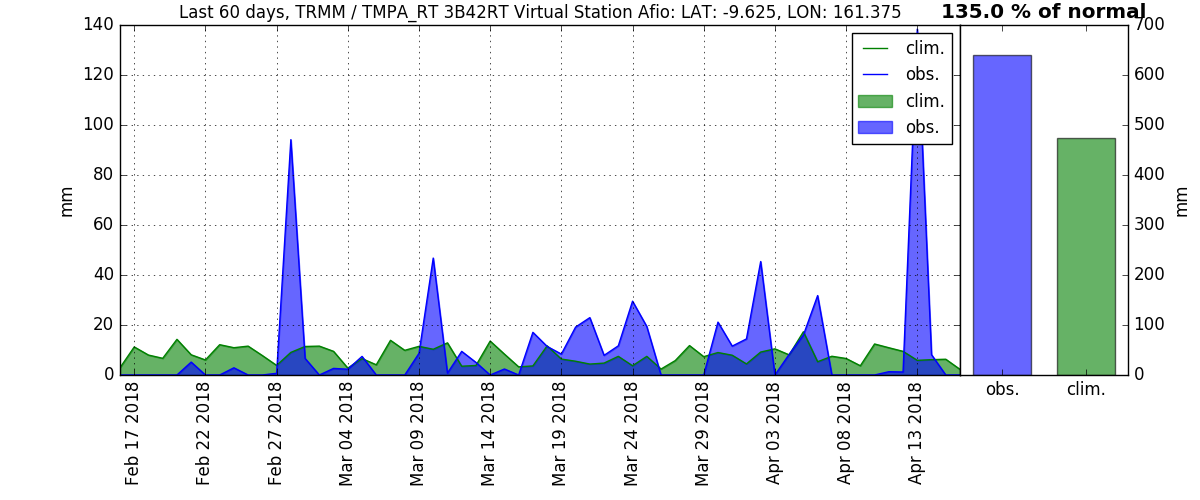 Last 60 days, TRMM / TMPA_RT 3B42RT Virtual Station Afio: LAT: -9.625, LON: 161.375
135.0 % of normal
clim.
obs.
clim.
obs.
140
120
100
80
60
40
20
0
mm
700
600
500
400
300
200
100
0
mm
Feb 17 2018
Feb 22 2018
Feb 27 2018
Mar 04 2018
Mar 09 2018
Mar 14 2018
Mar 19 2018
Mar 24 2018
Mar 29 2018
Apr 03 2018
Apr 08 2018
Apr 13 2018
obs.
clim.